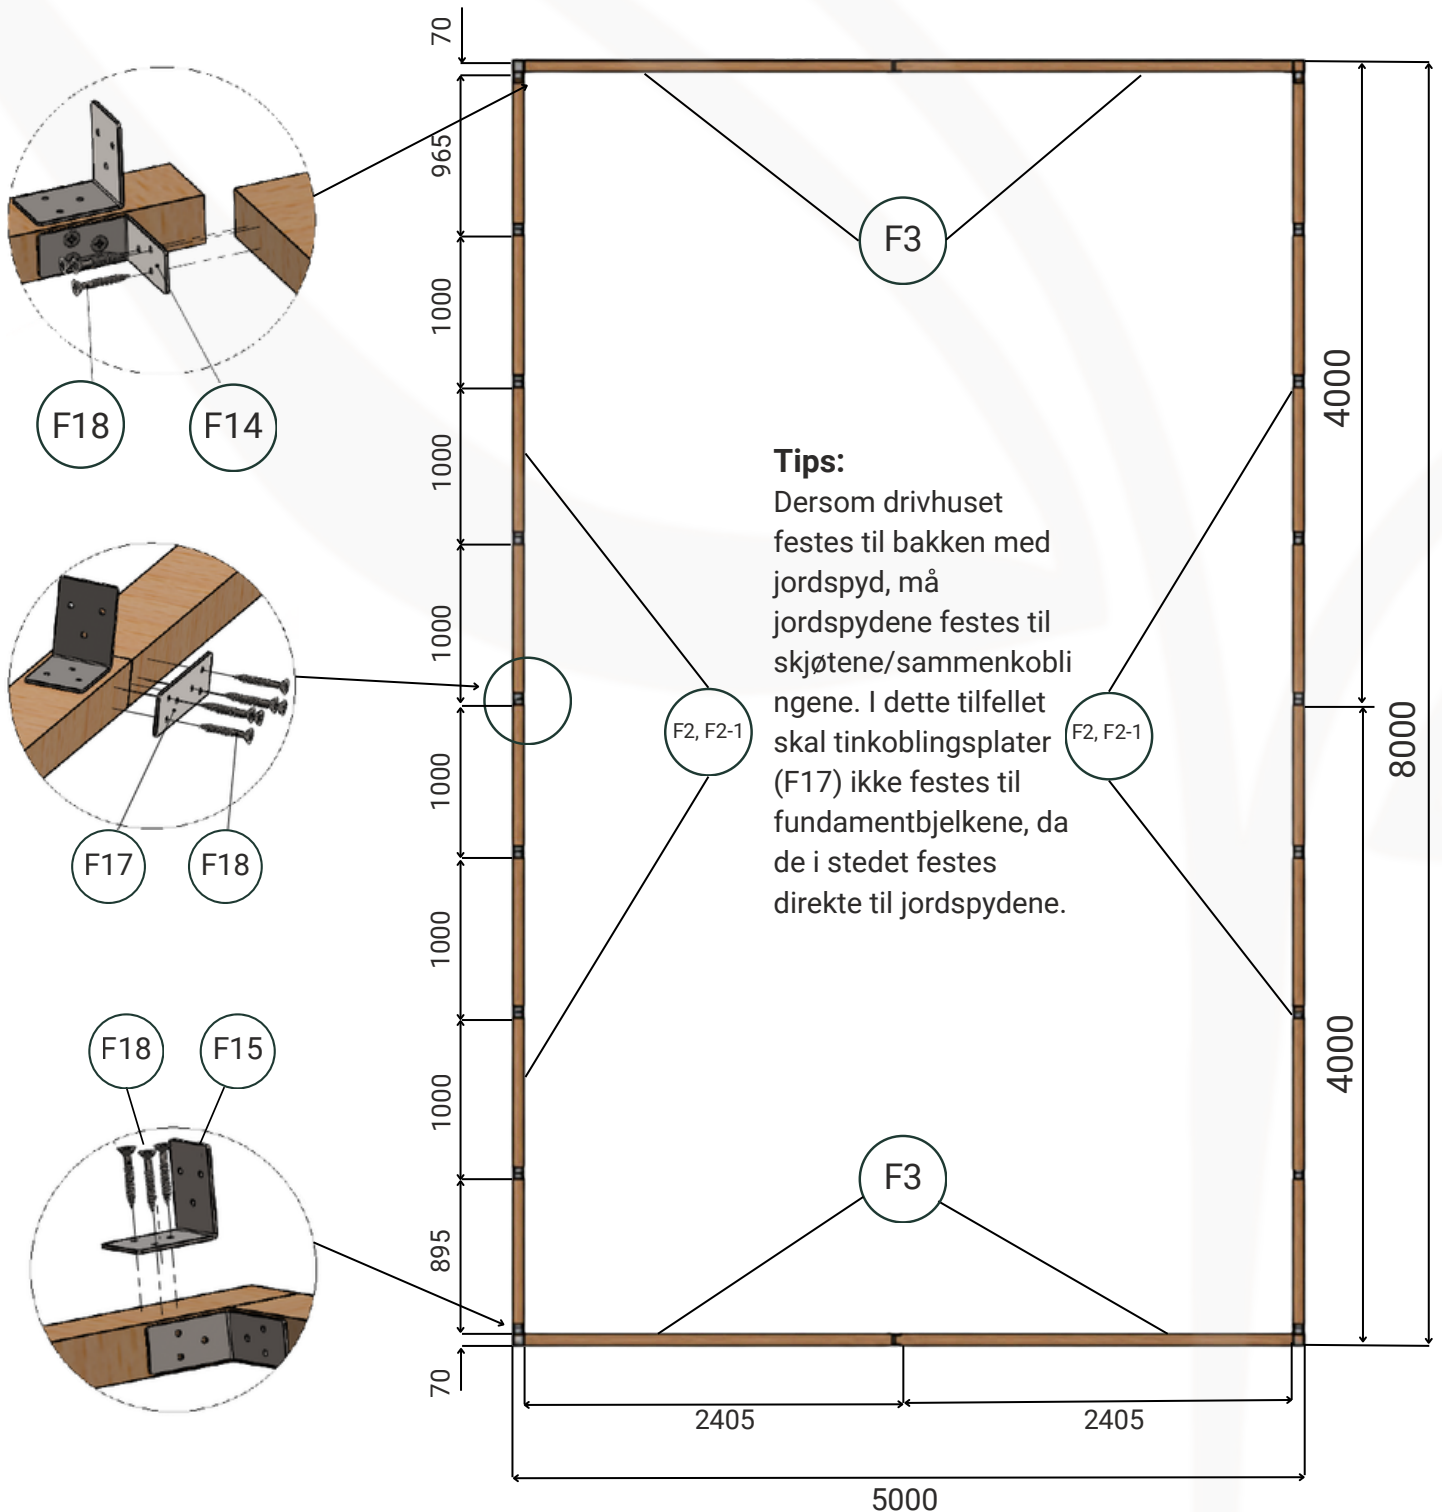 70
965
F3
1000
4000
F18
F14
1000
Tips:
Dersom drivhuset
festes til bakken med
jordspyd, må
jordspydene festes til
skjøtene/sammenkobli
ngene. I dette tilfellet
skal tinkoblingsplater
(F17) ikke festes til
fundamentbjelkene, da
de i stedet festes
direkte til jordspydene.
1000
F2, F2-1
F2, F2-1
8000
1000
F17
F18
1000
F18
F15
4000
1000
F3
895
70
2405
2405
5000